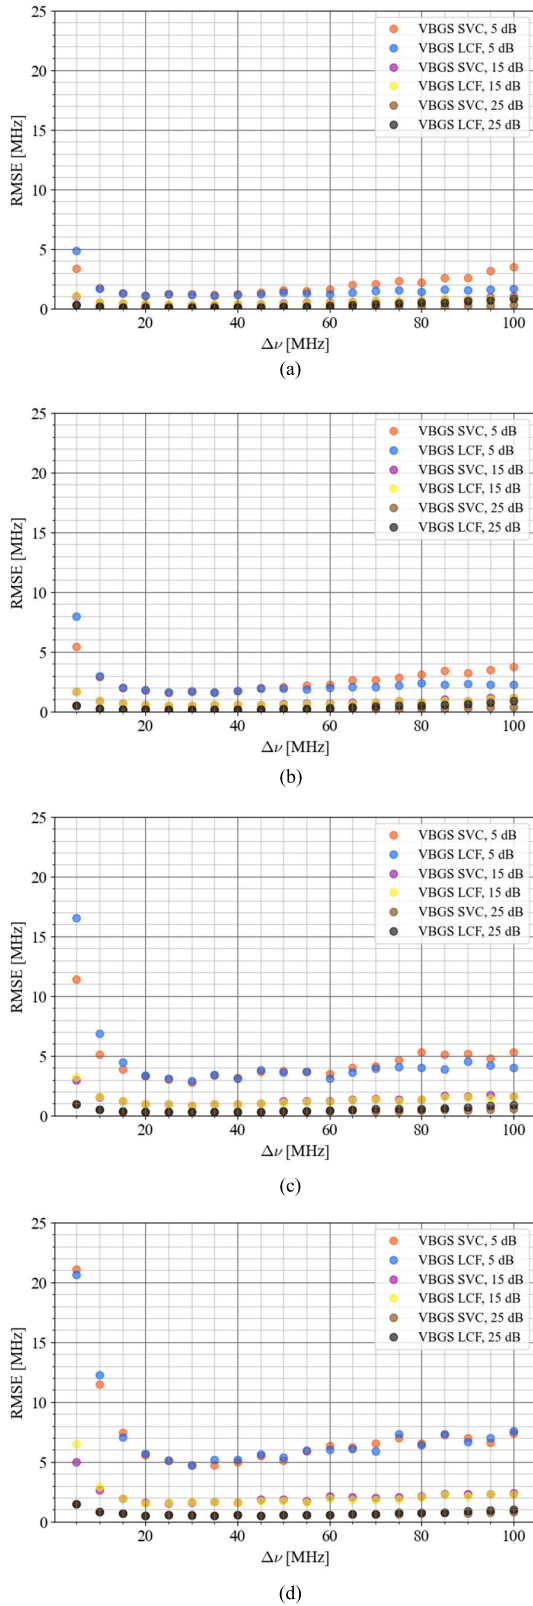 25
20
15
10
5
0
RMSE [MHz]
VBGS SVC, 5 dB
VBGS LCF, 5 dB
VBGS SVC, 15 dB
VBGS LCF, 15 dB
VBGS SVC, 25 dB
VBGS LCF, 25 dB
20 40 60 80 100
Δν [MHz]
(a)
25
20
15
10
5
0
RMSE [MHz]
VBGS SVC, 5 dB
VBGS LCF, 5 dB
VBGS SVC, 15 dB
VBGS LCF, 15 dB
VBGS SVC, 25 dB
VBGS LCF, 25 dB
20 40 60 80 100
Δν [MHz]
(b)
25
20
15
10
5
0
RMSE [MHz]
VBGS SVC, 5 dB
VBGS LCF, 5 dB
VBGS SVC, 15 dB
VBGS LCF, 15 dB
VBGS SVC, 25 dB
VBGS LCF, 25 dB
20 40 60 80 100
Δν [MHz]
(c)
25
20
15
10
5
0
RMSE [MHz]
VBGS SVC, 5 dB
VBGS LCF, 5 dB
VBGS SVC, 15 dB
VBGS LCF, 15 dB
VBGS SVC, 25 dB
VBGS LCF, 25 dB
20 40 60 80 100
Δν [MHz]
(d)